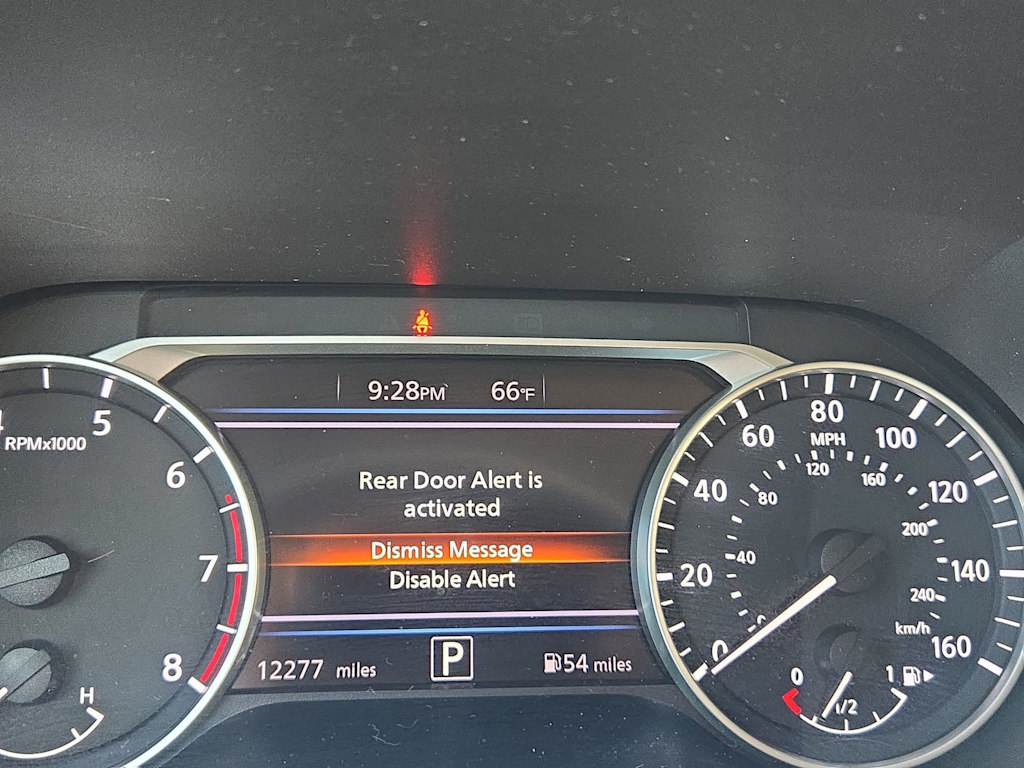 9:28PM 66°F
Rear Door Alert is
activated
Dismiss Message
Disable Alert
12277 miles
P
54 miles
5
6
7
8
RPMx1000
H
0
20
40
60
80
100
120
140
160
MPH
40
80
120
160
200
240
km/h
0
1/2
1